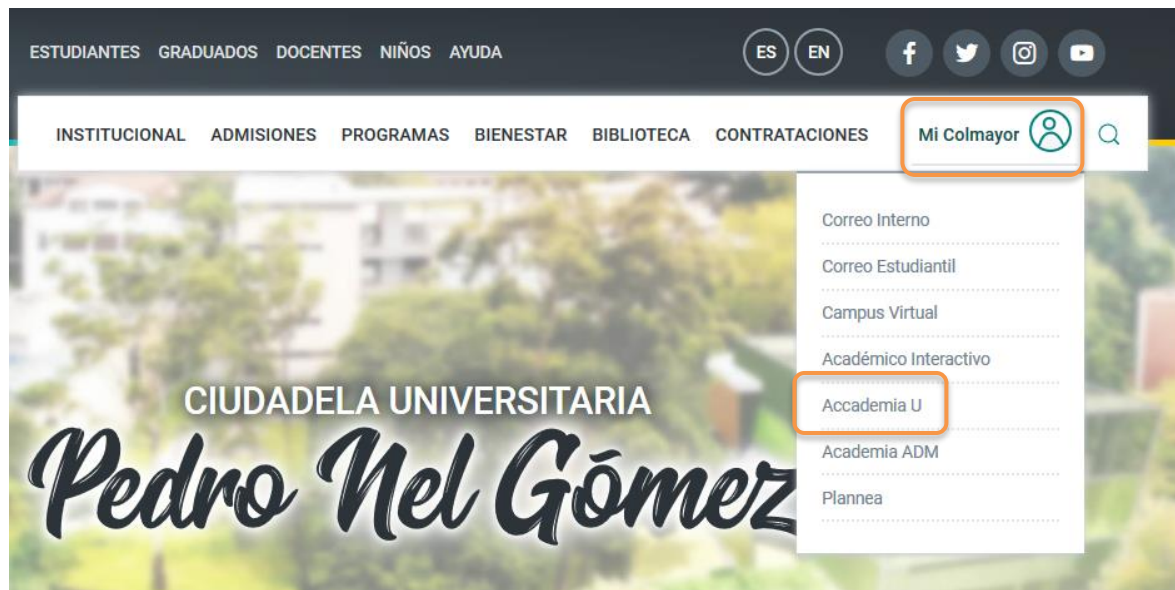 ESTUDIANTES GRADUADOS DOCENTES NIÑOS AYUDA ES EN
INSTITUCIONAL ADMISIONES PROGRAMAS BIENESTAR BIBLIOTECA CONTRATACIONES Mi Colmayor
Correo Interno
Correo Estudiantil
Campus Virtual
Académico Interactivo
Accademia U
Academia ADM
Plannea
CIUDADELA UNIVERSITARIA
Pedro Nel Gómez